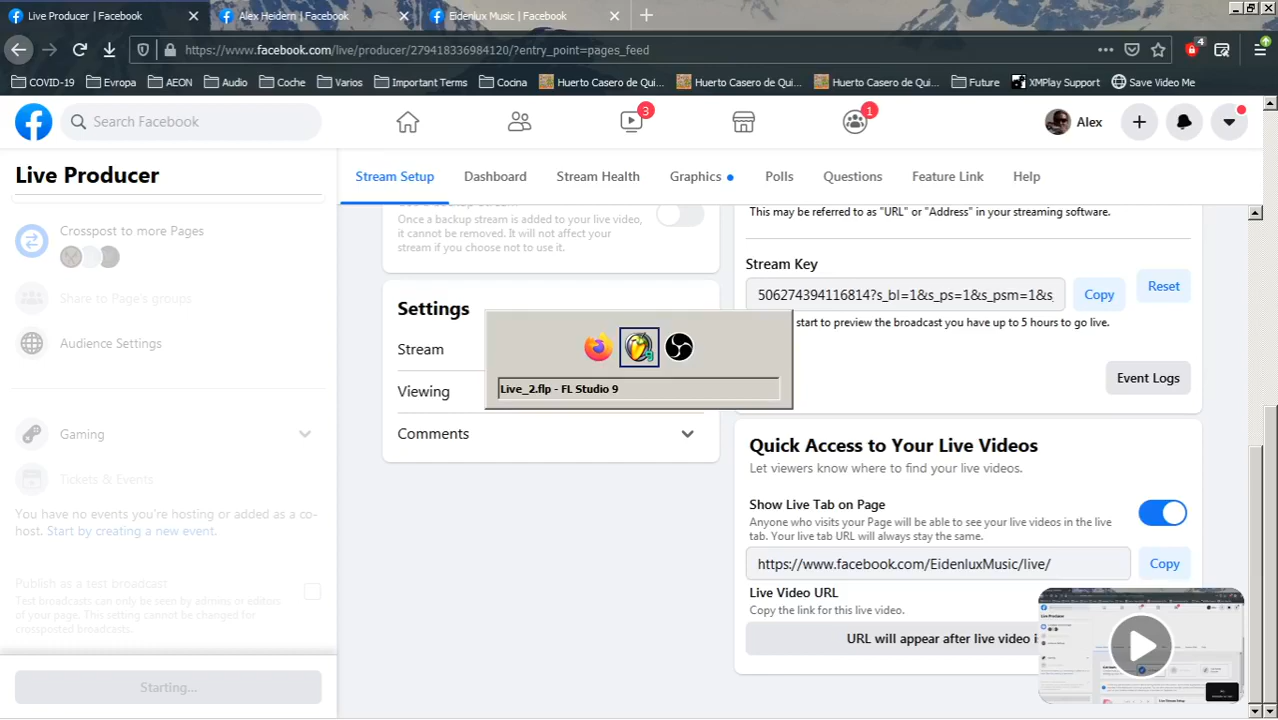 Live Producer | Facebook
Alex Heidern | Facebook
Eidenlux Music | Facebook
https://www.facebook.com/live/producer/279418336984120/?entry_point=pages_feed
4
COVID-19
Evropa
AEON
Audio
Coche
Varios
Important Terms
Cocina
Huerto Casero de Qui...
Huerto Casero de Qui...
Huerto Casero de Qui...
Future
XMPlay Support
Save Video Me
Search Facebook
3
1
Alex
Live Producer
Stream Setup
Dashboard
Stream Health
Graphics
Polls
Questions
Feature Link
Help
Crosspost to more Pages
Share to Page's groups
Audience Settings
Gaming
Tickets & Events
You have no events you're hosting or added as a co-
host. Start by creating a new event.
Publish as a test broadcast
Test broadcasts can only be seen by admins or editors
of your page. This setting cannot be changed for
crossposted broadcasts.
Starting...
Once a backup stream is added to your live video,
it cannot be removed. It will not affect your
stream if you choose not to use it.
Settings
Stream
Viewing
Comments
Live_2.flp - FL Studio 9
This may be referred to as "URL" or "Address" in your streaming software.
Stream Key
506274394116814?s_bl=1&s_ps=1&s_psm=1&s_
Copy
Reset
start to preview the broadcast you have up to 5 hours to go live.
Event Logs
Quick Access to Your Live Videos
Let viewers know where to find your live videos.
Show Live Tab on Page
Anyone who visits your Page will be able to see your live videos in the live
tab. Your live tab URL will always stay the same.
https://www.facebook.com/EidenluxMusic/live/
Copy
Live Video URL
Copy the link for this live video.
URL will appear after live video i